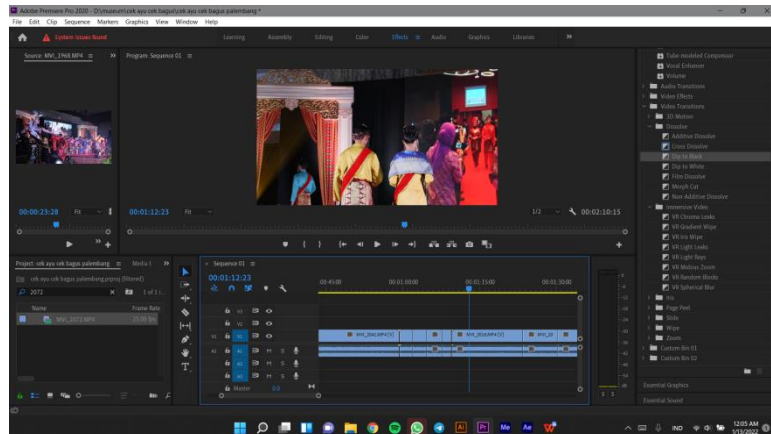 Adobe Premiere Pro 2020 - D:\museum\cek ayu cek bagus\cek ayu cek bagus palembang *
File Edit Clip Sequence Markers Graphics View Window Help
System Issues Found
Learning Assembly Editing Color Effects Audio Graphics Libraries
Source: MVI_1968.MP4
Program: Sequence 01
00:00:23:28 Fit
00:01:12:23 Fit
1/2 00:02:10:15
Tube-modeled Compressor
Vocal Enhancer
Volume
Audio Transitions
Video Effects
Video Transitions
3D Motion
Dissolve
Additive Dissolve
Cross Dissolve
Dip to Black
Dip to White
Film Dissolve
Morph Cut
Non-Additive Dissolve
Immersive Video
VR Chroma Leaks
VR Gradient Wipe
VR Iris Wipe
VR Light Leaks
VR Light Rays
VR Mobius Zoom
VR Random Blocks
VR Spherical Blur
Iris
Page Peel
Slide
Wipe
Zoom
Custom Bin 01
Custom Bin 02
Essential Graphics
Essential Sound
Project: cek ayu cek bagus palembang
cek ayu cek bagus palembang.prproj (filtered)
2072
Name Frame Rate
MVI_2072.MP4 25.00 fps
Sequence 01
00:01:12:23
:00:45:00 00:01:00:00 00:01:15:00 00:01:30:00
V3
V2
V1 V1
A1 A1 M S
A2 M S
A3 M S
Master 0.0
S S
IND
12:05 AM
1/13/2022